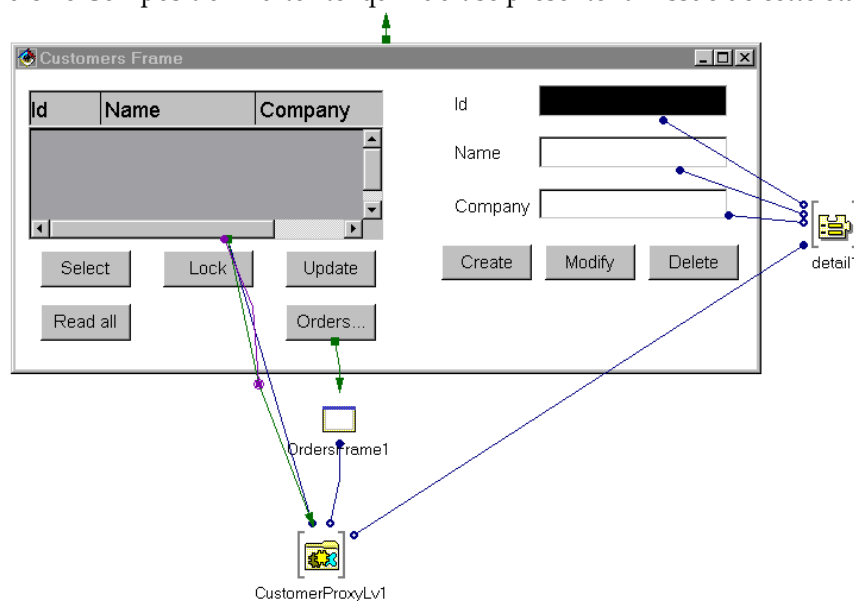 Customers Frame
Id Name Company
Id
Name
Company
Select Lock Update
Create Modify Delete
Read all Orders...
detail1
OrdersFrame1
CustomerProxyLv1